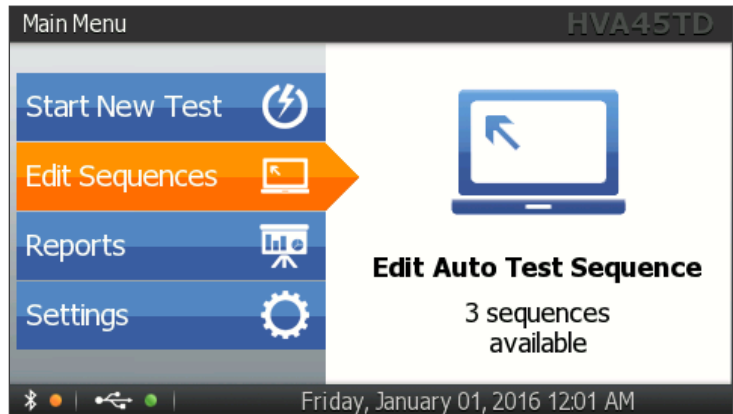 Main Menu
HVA45TD
Start New Test
Edit Sequences
Reports
Settings
Edit Auto Test Sequence
3 sequences
available
Friday, January 01, 2016 12:01 AM